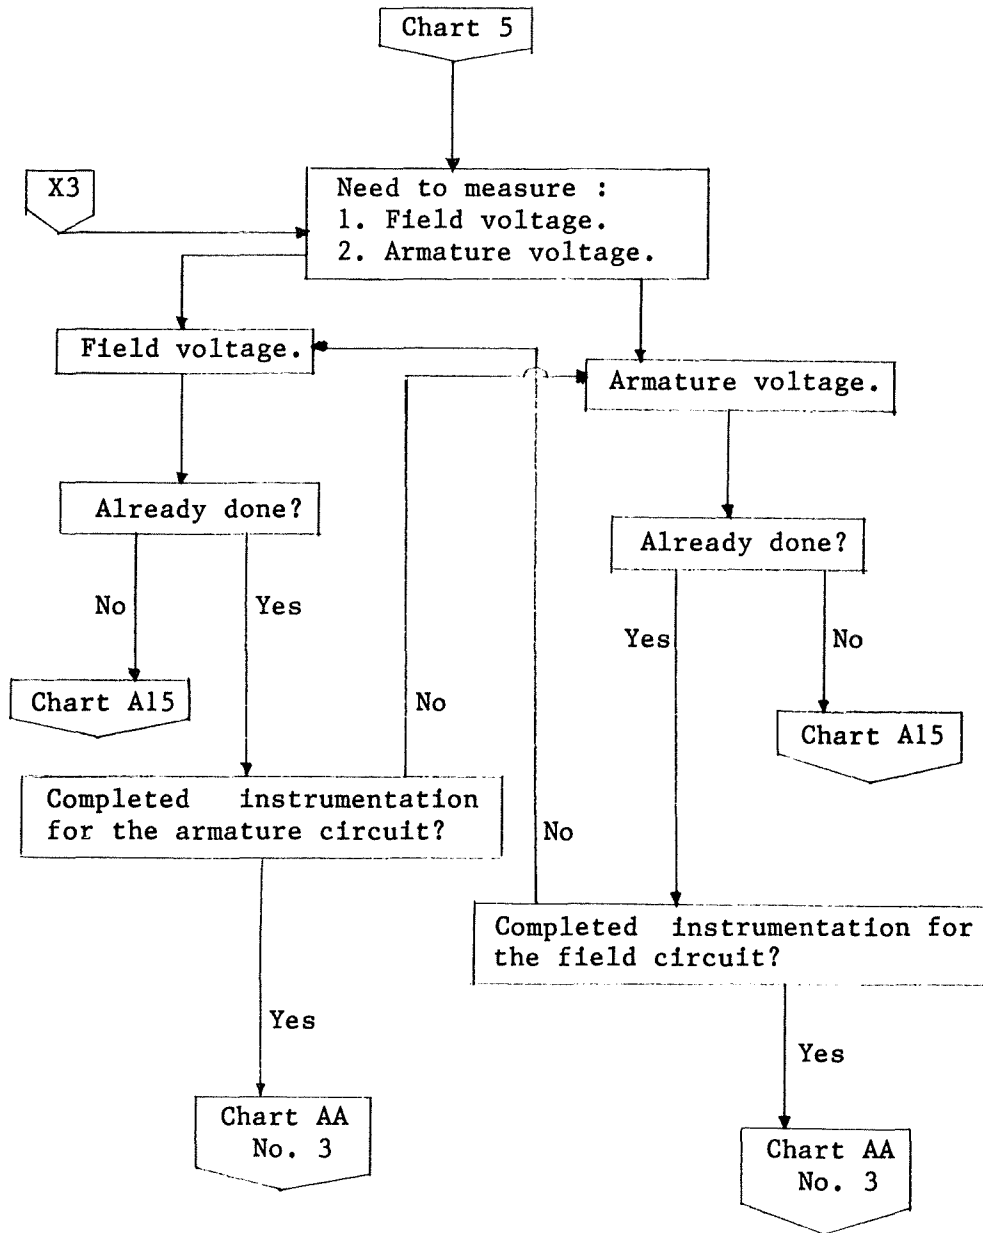 Chart 5
X3
Need to measure :
1. Field voltage.
2. Armature voltage.
Field voltage.
Armature voltage.
Already done?
Already done?
No
Yes
Yes
No
Chart A15
No
Chart A15
Completed instrumentation
for the armature circuit?
No
Completed instrumentation for
the field circuit?
Yes
Yes
Chart AA
No. 3
Chart AA
No. 3